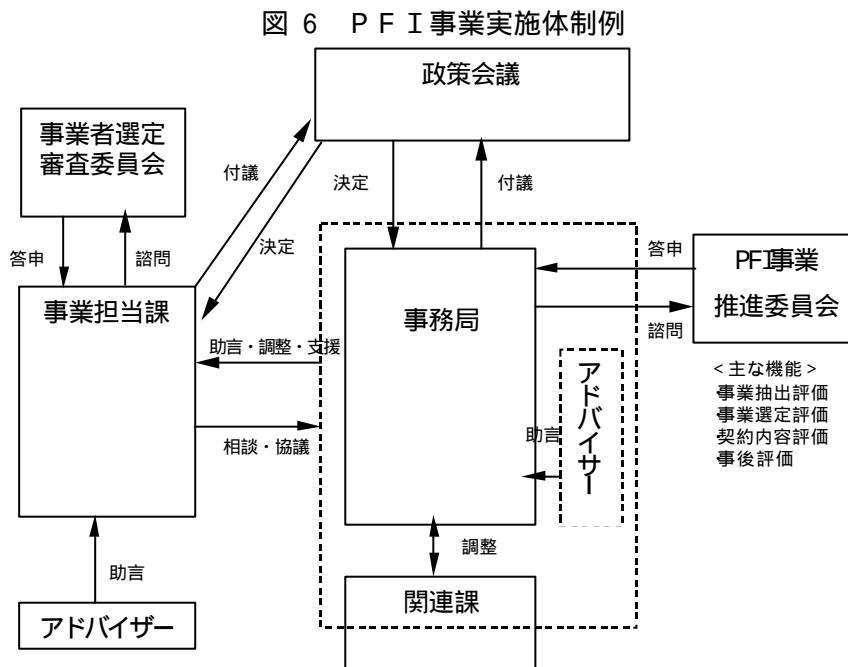 図 6　ＰＦＩ事業実施体制例
政策会議
事業者選定
審査委員会
付議
決定
付議
決定
答申
諮問
答申
PFI事業
推進委員会
諮問
事業担当課
事務局
助言・調整・支援
相談・協議
アドバイサー
助言
＜主な機能＞
・事業抽出評価
・事業選定評価
・契約内容評価
・事後評価
調整
助言
関連課
アドバイザー